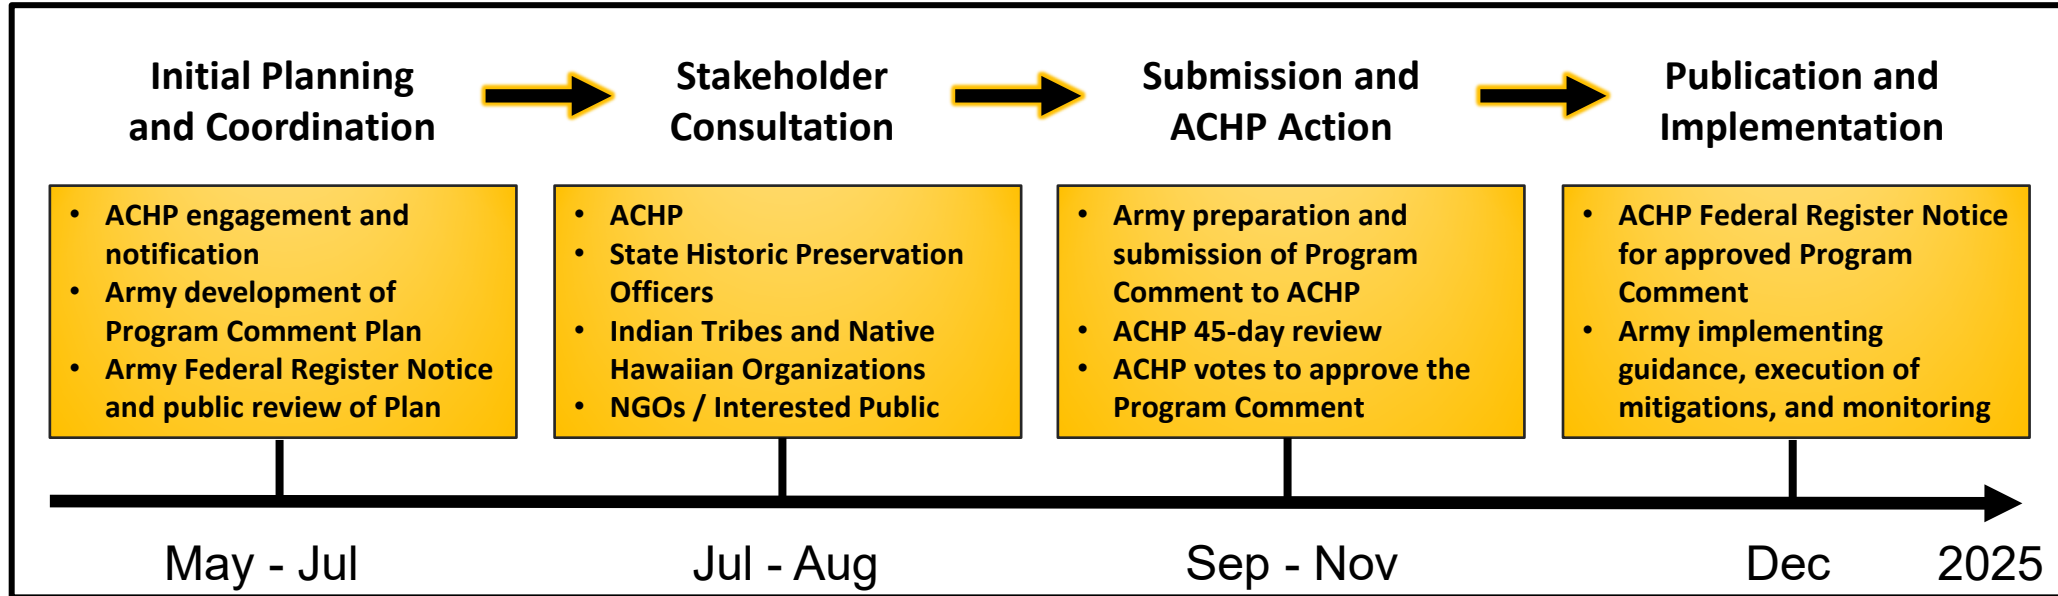 Initial Planning
and Coordination
Stakeholder
Consultation
Submission and
ACHP Action
Publication and
Implementation
• ACHP engagement and
notification
• Army development of
Program Comment Plan
• Army Federal Register Notice
and public review of Plan
• ACHP
• State Historic Preservation
Officers
• Indian Tribes and Native
Hawaiian Organizations
• NGOs / Interested Public
• Army preparation and
submission of Program
Comment to ACHP
• ACHP 45-day review
• ACHP votes to approve the
Program Comment
• ACHP Federal Register Notice
for approved Program
Comment
• Army implementing
guidance, execution of
mitigations, and monitoring
May - Jul
Jul - Aug
Sep - Nov
Dec
2025